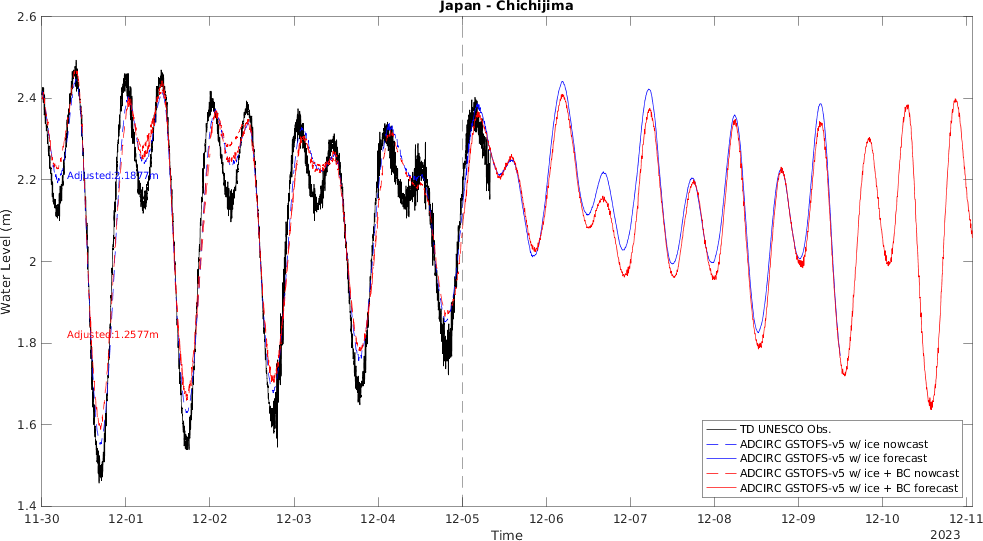 Japan - Chichijima
2.6
2.4
2.2
2
1.8
1.6
1.4
Water Level (m)
Adjusted:2.1877m
Adjusted:1.2577m
TD UNESCO Obs.
ADCIRC GSTOFS-v5 w/ ice nowcast
ADCIRC GSTOFS-v5 w/ ice forecast
ADCIRC GSTOFS-v5 w/ ice + BC nowcast
ADCIRC GSTOFS-v5 w/ ice + BC forecast
11-30 12-01 12-02 12-03 12-04 12-05 12-06 12-07 12-08 12-09 12-10 12-11
Time
2023